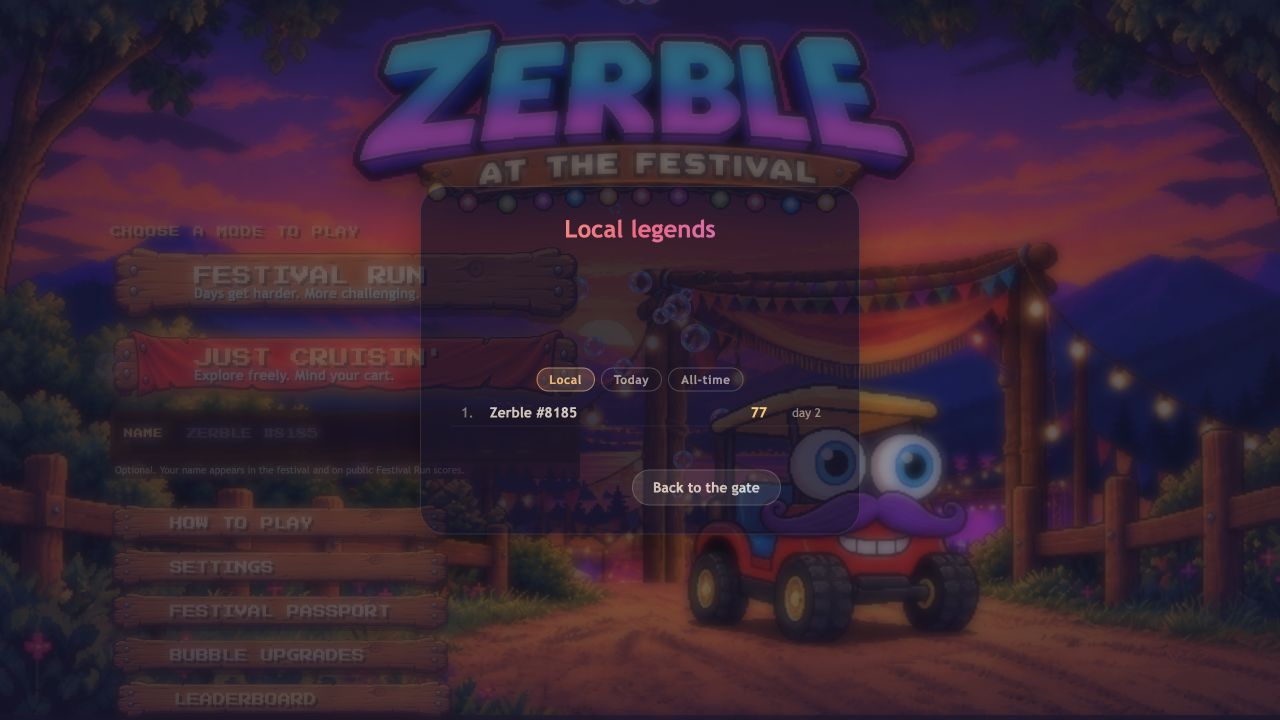 ZERBLE
AT THE FESTIVAL
CHOOSE A MODE TO PLAY
FESTIVAL RUN
Days get harder. More challenging.
JUST CRUISIN'
Explore freely. Mind your cart.
NAME ZERBLE #8185
Optional. Your name appears in the festival and on public Festival Run scores.
HOW TO PLAY
SETTINGS
FESTIVAL PASSPORT
BUBBLE UPGRADES
LEADERBOARD
Local legends
Local Today All-time
1. Zerble #8185 77 day 2
Back to the gate